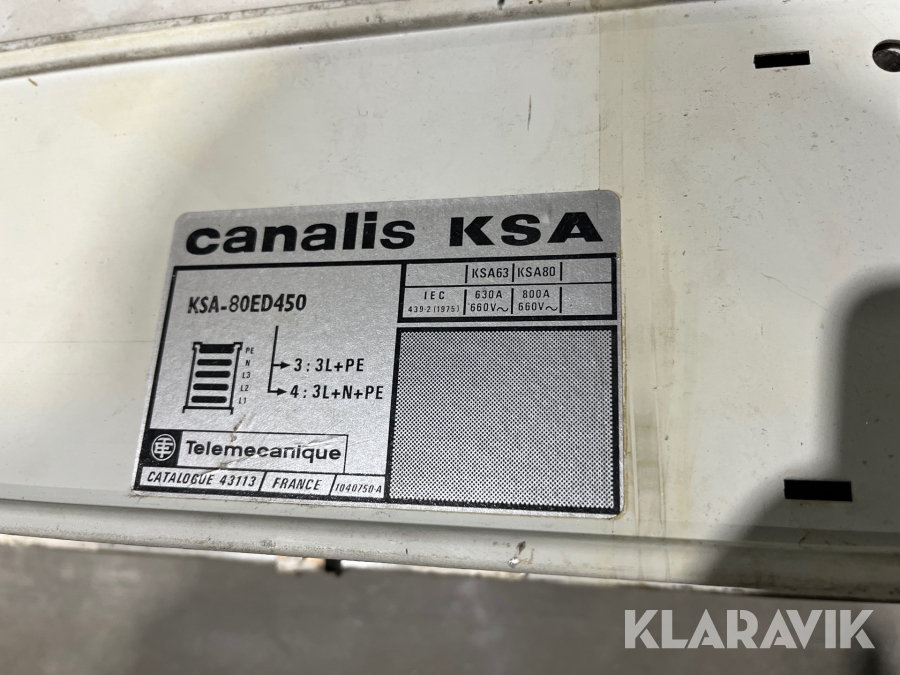 canalis KSA
KSA-80ED450
KSA63 KSA80
IEC 630A 800A
439-2 (1975) 660V~ 660V~
PE
N
L3
L2
L1
3 : 3L+PE
4 : 3L+N+PE
TE Telemecanique
CATALOGUE 43113 FRANCE 1040750-A
KLARAVIK